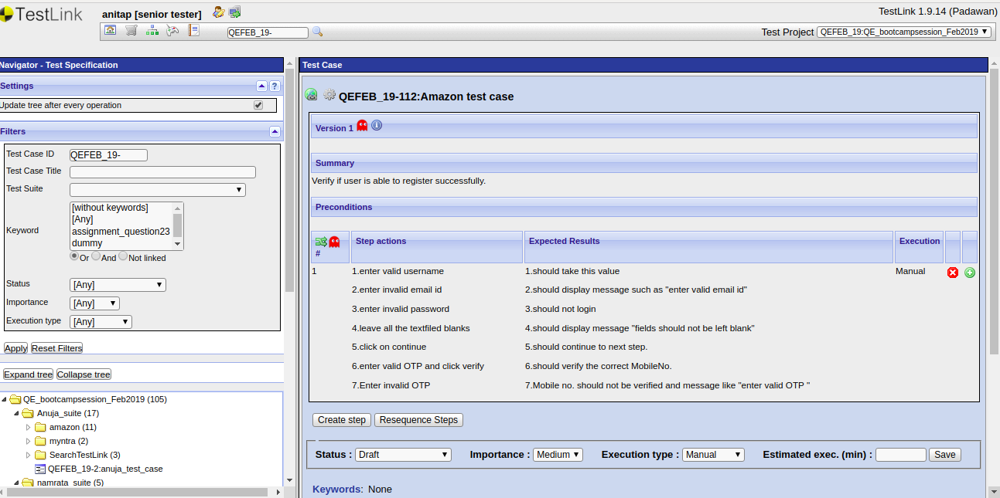 TestLink
anitap [senior tester]
TestLink 1.9.14 (Padawan)
QEFEB_19-
Test Project
QEFEB_19:QE_bootcampsession_Feb2019
Navigator - Test Specification
Settings
?
Update tree after every operation
Filters
Test Case ID
QEFEB_19-
Test Case Title
Test Suite
Keyword
[without keywords]
[Any]
assignment_question23
dummy
Or And Not linked
Status
[Any]
Importance
[Any]
Execution type
[Any]
Apply Reset Filters
Expand tree Collapse tree
QE_bootcampsession_Feb2019 (105)
Anuja_suite (17)
amazon (11)
myntra (2)
SearchTestLink (3)
QEFEB_19-2:anuja_test_case
namrata_suite (5)
Test Case
QEFEB_19-112:Amazon test case
Version 1
Summary
Verify if user is able to register successfully.
Preconditions
# Step actions Expected Results Execution
1 1.enter valid username 1.should take this value Manual
2.enter invalid email id 2.should display message such as "enter valid email id"
3.enter invalid password 3.should not login
4.leave all the textfiled blanks 4.should display message "fields should not be left blank"
5.click on continue 5.should continue to next step.
6.enter valid OTP and click verify 6.should verify the correct MobileNo.
7.Enter invalid OTP 7.Mobile no. should not be verified and message like "enter valid OTP "
Create step Resequence Steps
Status : Draft Importance : Medium Execution type : Manual Estimated exec. (min) : Save
Keywords: None